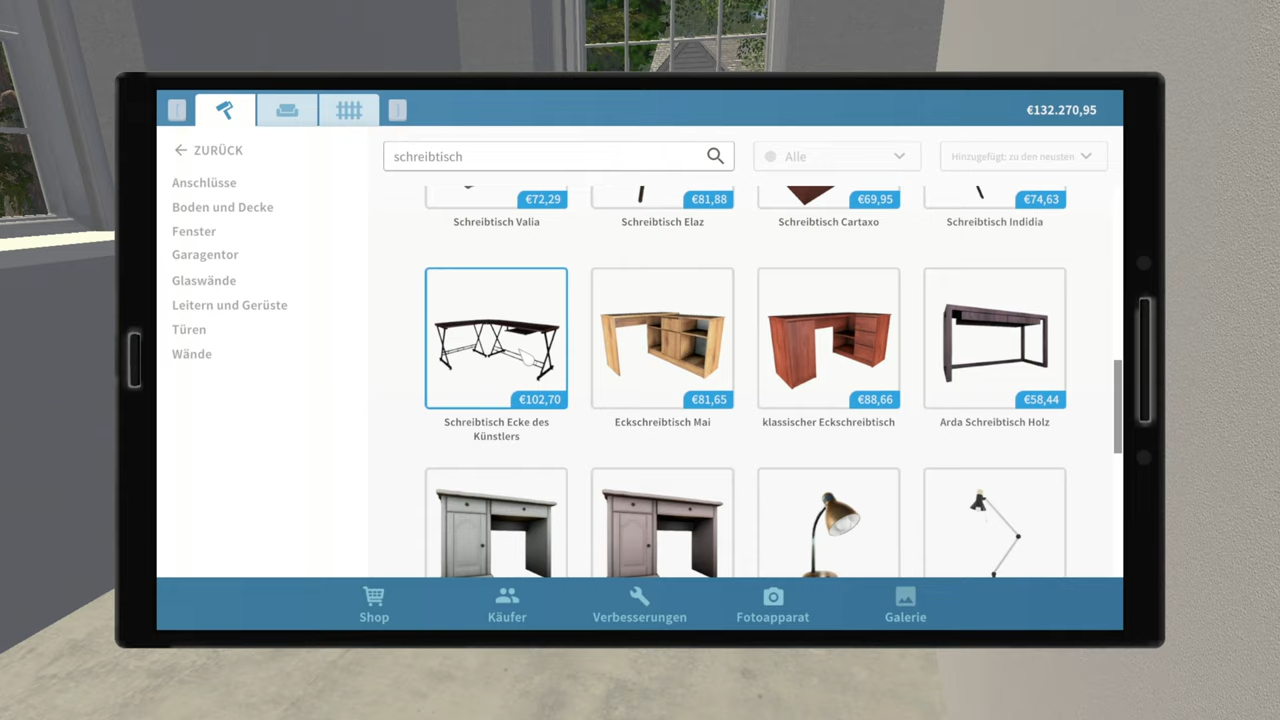 €132.270,95
ZURÜCK
Anschlüsse
Boden und Decke
Fenster
Garagentor
Glaswände
Leitern und Gerüste
Türen
Wände
schreibtisch
Alle
Hinzugefügt: zu den neusten
€72,29
€81,88
€69,95
€74,63
Schreibtisch Valia
Schreibtisch Elaz
Schreibtisch Cartaxo
Schreibtisch Indidia
€102,70
€81,65
€88,66
€58,44
Schreibtisch Ecke des
Künstlers
Eckschreibtisch Mai
klassischer Eckschreibtisch
Arda Schreibtisch Holz
Shop
Käufer
Verbesserungen
Fotoapparat
Galerie